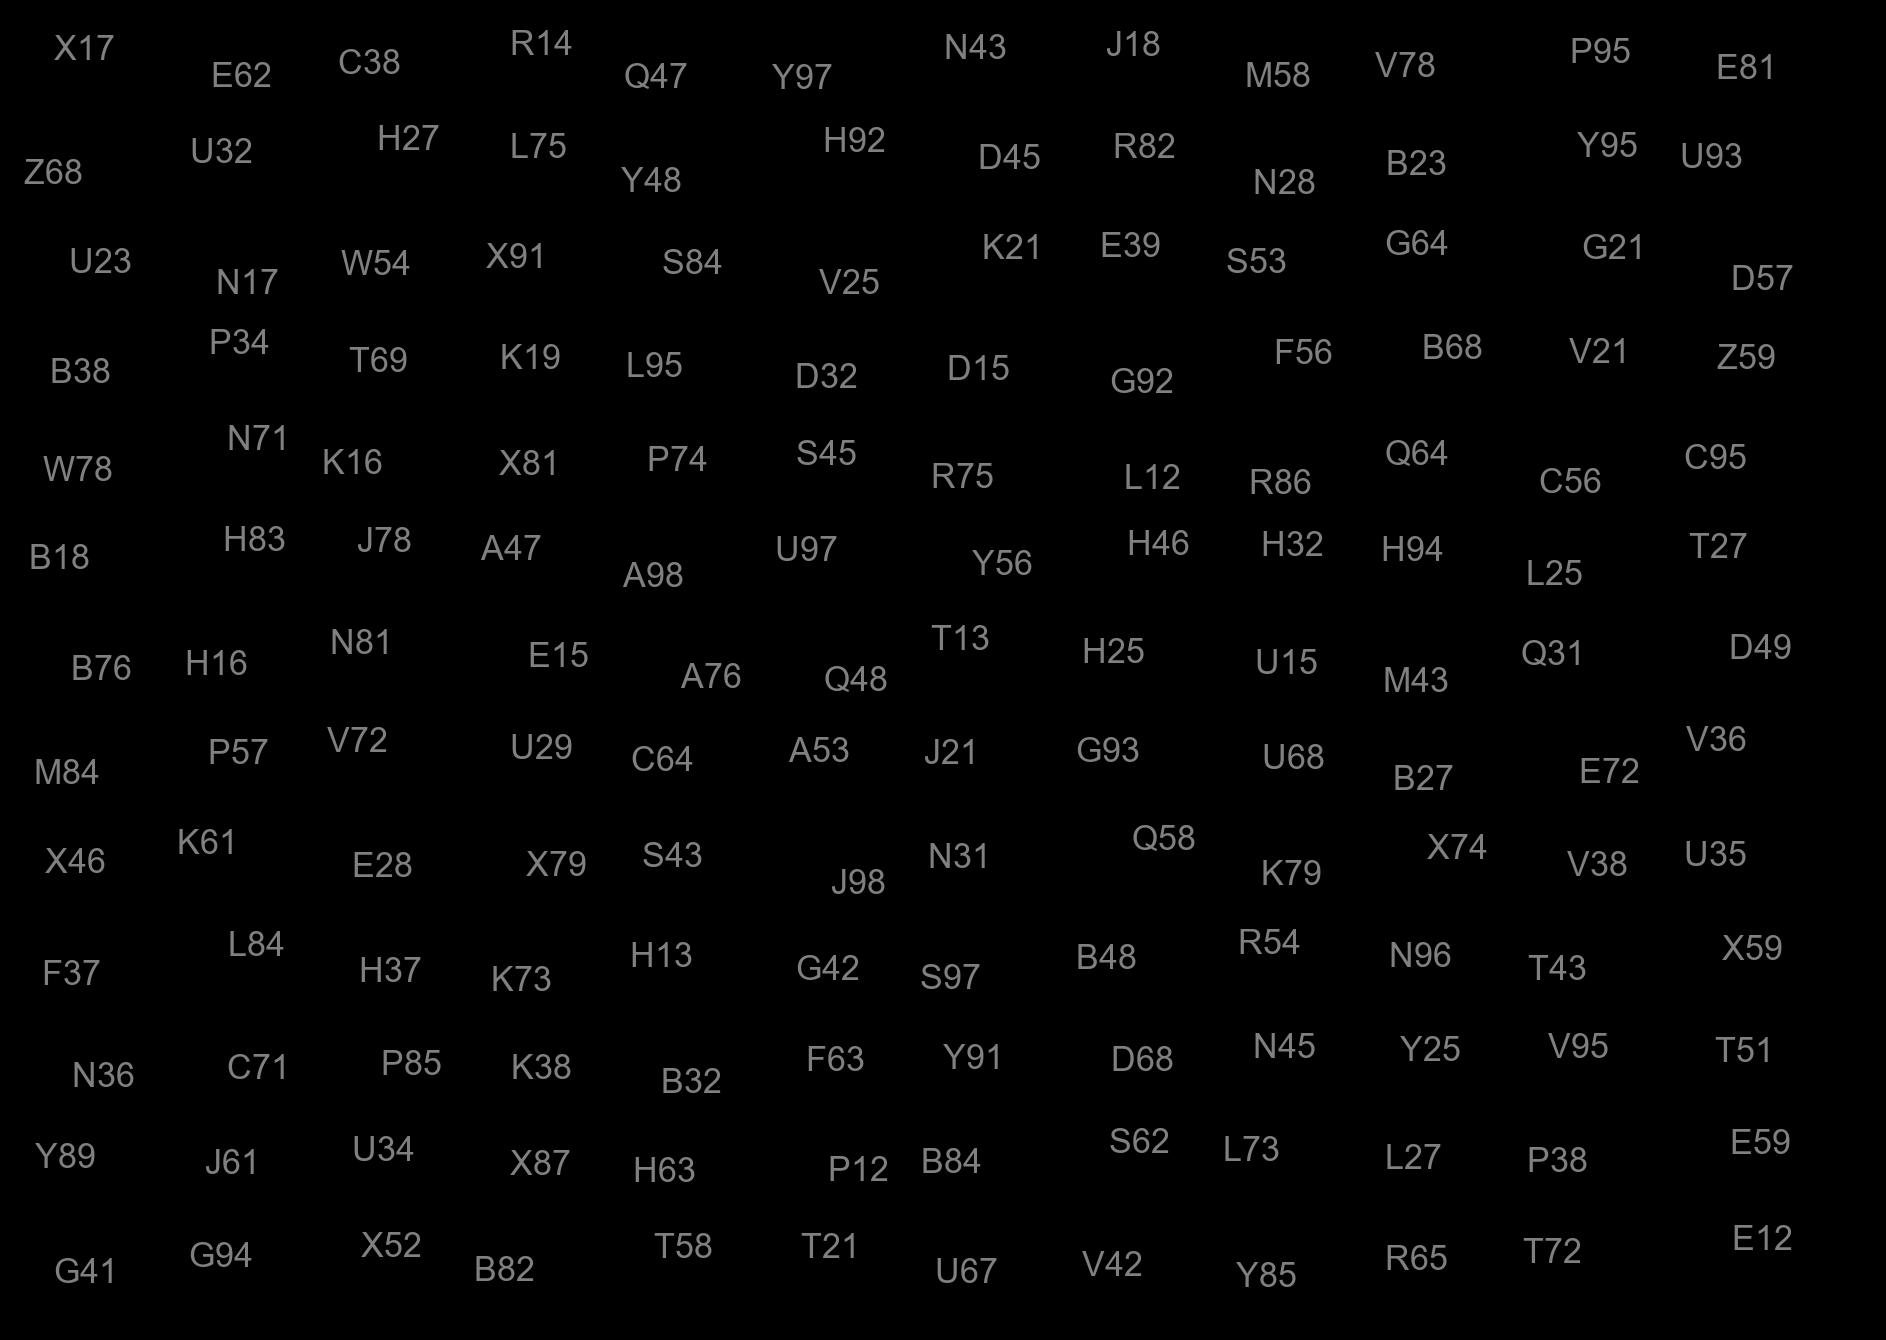 X17 E62 C38 R14 Q47 Y97 N43 J18 M58 V78 P95 E81
Z68 U32 H27 L75 Y48 H92 D45 R82 N28 B23 Y95 U93
U23 N17 W54 X91 S84 V25 K21 E39 S53 G64 G21 D57
B38 P34 T69 K19 L95 D32 D15 G92 F56 B68 V21 Z59
W78 N71 K16 X81 P74 S45 R75 L12 R86 Q64 C56 C95
B18 H83 J78 A47 A98 U97 Y56 H46 H32 H94 L25 T27
B76 H16 N81 E15 A76 Q48 T13 H25 U15 M43 Q31 D49
M84 P57 V72 U29 C64 A53 J21 G93 U68 B27 E72 V36
X46 K61 E28 X79 S43 J98 N31 Q58 K79 X74 V38 U35
F37 L84 H37 K73 H13 G42 S97 B48 R54 N96 T43 X59
N36 C71 P85 K38 B32 F63 Y91 D68 N45 Y25 V95 T51
Y89 J61 U34 X87 H63 P12 B84 S62 L73 L27 P38 E59
G41 G94 X52 B82 T58 T21 U67 V42 Y85 R65 T72 E12